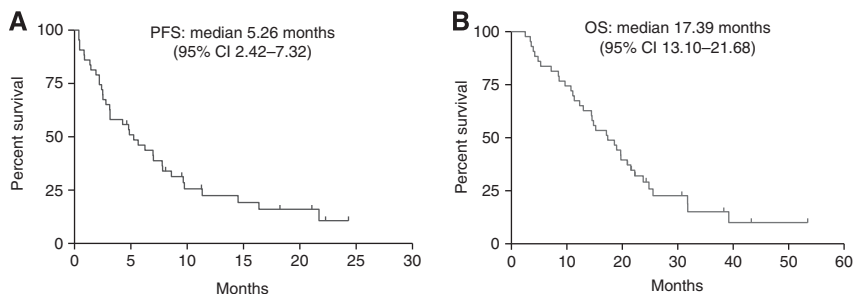 A
PFS: median 5.26 months
(95% CI 2.42–7.32)
Percent survival
100
75
50
25
0
0 5 10 15 20 25 30
Months
B
OS: median 17.39 months
(95% CI 13.10–21.68)
Percent survival
100
75
50
25
0
0 10 20 30 40 50 60
Months